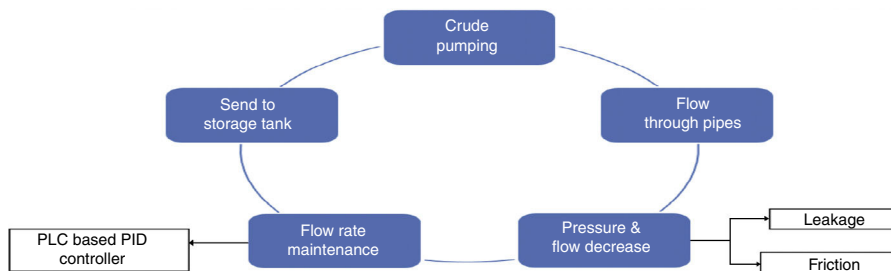 Crude
pumping
Send to
storage tank
Flow
through pipes
Flow rate
maintenance
Pressure &
flow decrease
PLC based PID
controller
Leakage
Friction